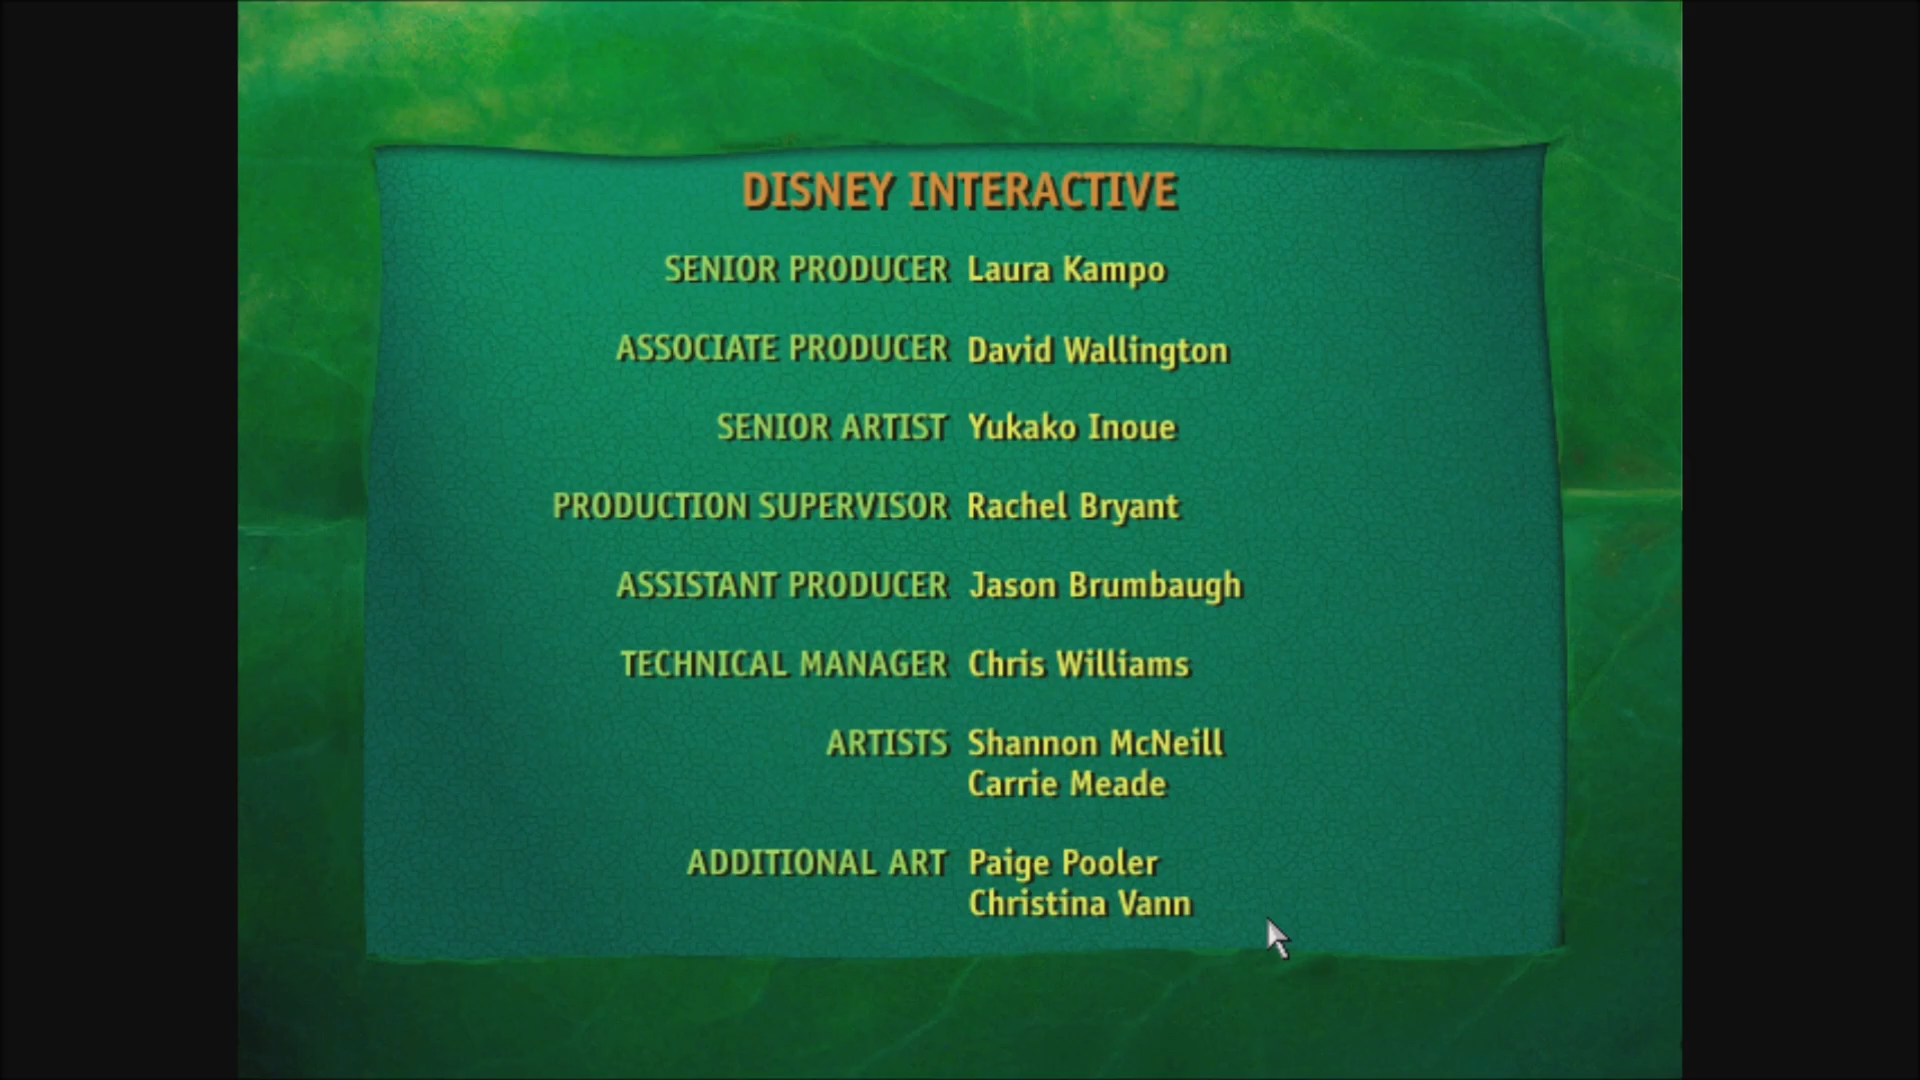 DISNEY INTERACTIVE
SENIOR PRODUCER Laura Kampo
ASSOCIATE PRODUCER David Wallington
SENIOR ARTIST Yukako Inoue
PRODUCTION SUPERVISOR Rachel Bryant
ASSISTANT PRODUCER Jason Brumbaugh
TECHNICAL MANAGER Chris Williams
ARTISTS Shannon McNeill
Carrie Meade
ADDITIONAL ART Paige Pooler
Christina Vann